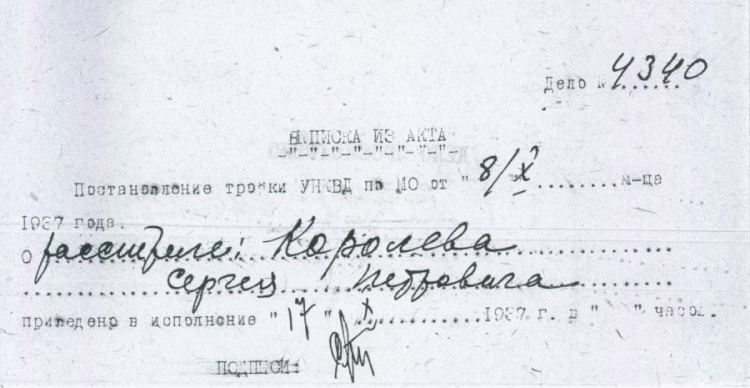 Дело № 4340
ВЫПИСКА ИЗ АКТА
Постановление тройки УНКВД по МО от " 8/X " м-ца
1937 года.
О расстреле: Королева
Сергея Петровича
приведено в исполнение " 17 " X 1937 г. в " " часов.
ПОДПИСИ: